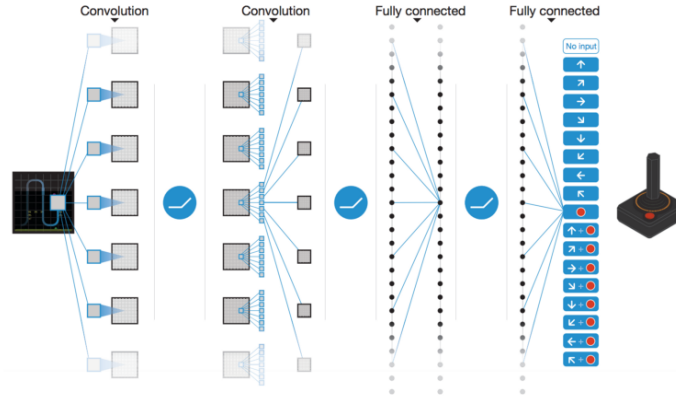 Convolution
Convolution
Fully connected
Fully connected
No input
+
+
+
+
+
+
+
+